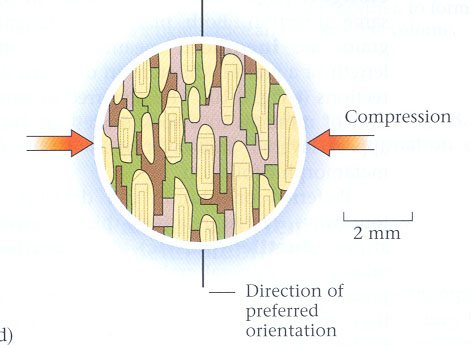 Compression
2 mm
Direction of
preferred
orientation
d)